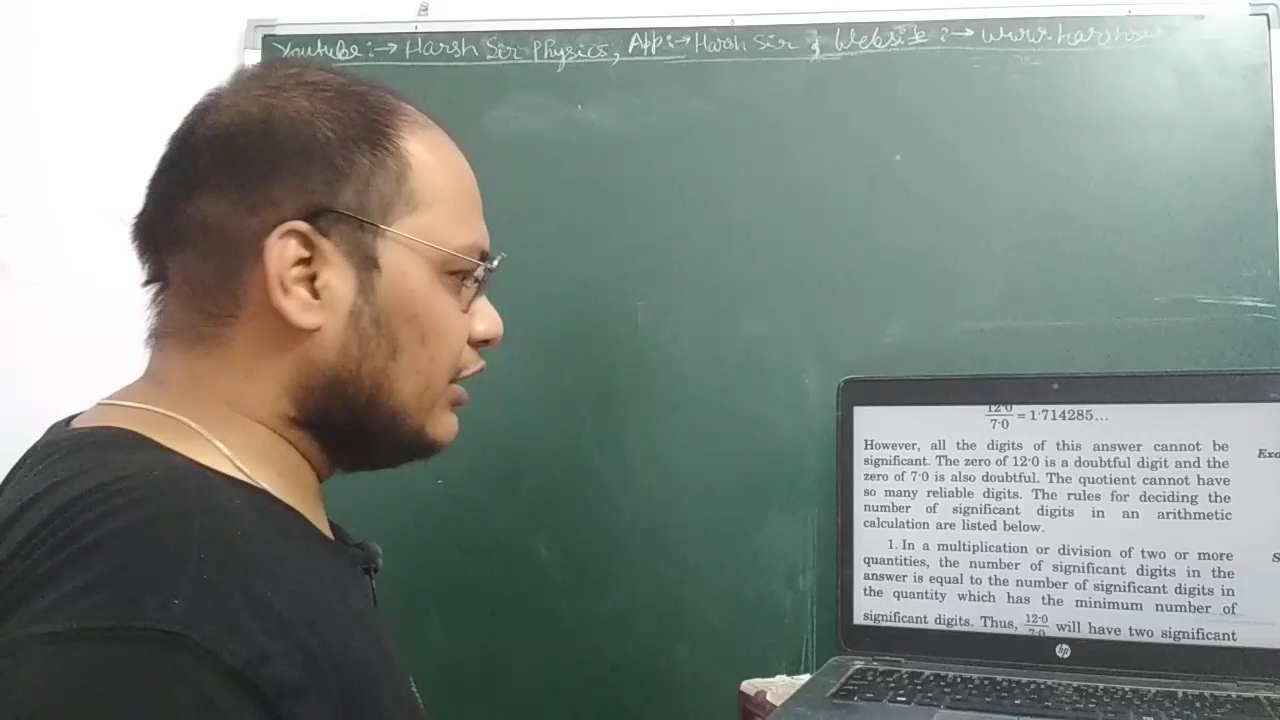 Youtube:→ Harsh Sir Physics, App:→ Harsh Sir & Website:→ www.harhsi
12·0
7·0 = 1·714285...
However, all the digits of this answer cannot be
significant. The zero of 12·0 is a doubtful digit and the
zero of 7·0 is also doubtful. The quotient cannot have
so many reliable digits. The rules for deciding the
number of significant digits in an arithmetic
calculation are listed below.
1. In a multiplication or division of two or more
quantities, the number of significant digits in the
answer is equal to the number of significant digits in
the quantity which has the minimum number of
significant digits. Thus, 12·0/7·0 will have two significant
Exa
S
hp